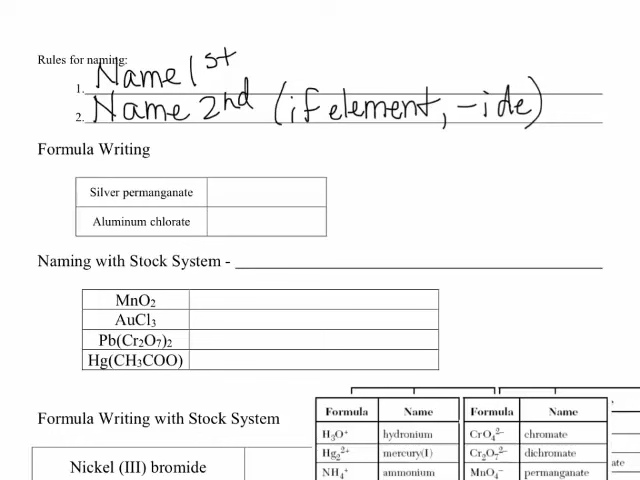 Rules for naming:
1. Name 1st
2. Name 2nd (if element, -ide)
Formula Writing
Silver permanganate
Aluminum chlorate
Naming with Stock System -
MnO₂
AuCl₃
Pb(Cr₂O₇)₂
Hg(CH₃COO)
Formula Writing with Stock System
Nickel (III) bromide
Formula Name Formula Name
H₃O⁺ hydronium CrO₄²⁻ chromate
Hg₂²⁺ mercury(I) Cr₂O₇²⁻ dichromate
NH₄⁺ ammonium MnO₄⁻ permanganate
ate